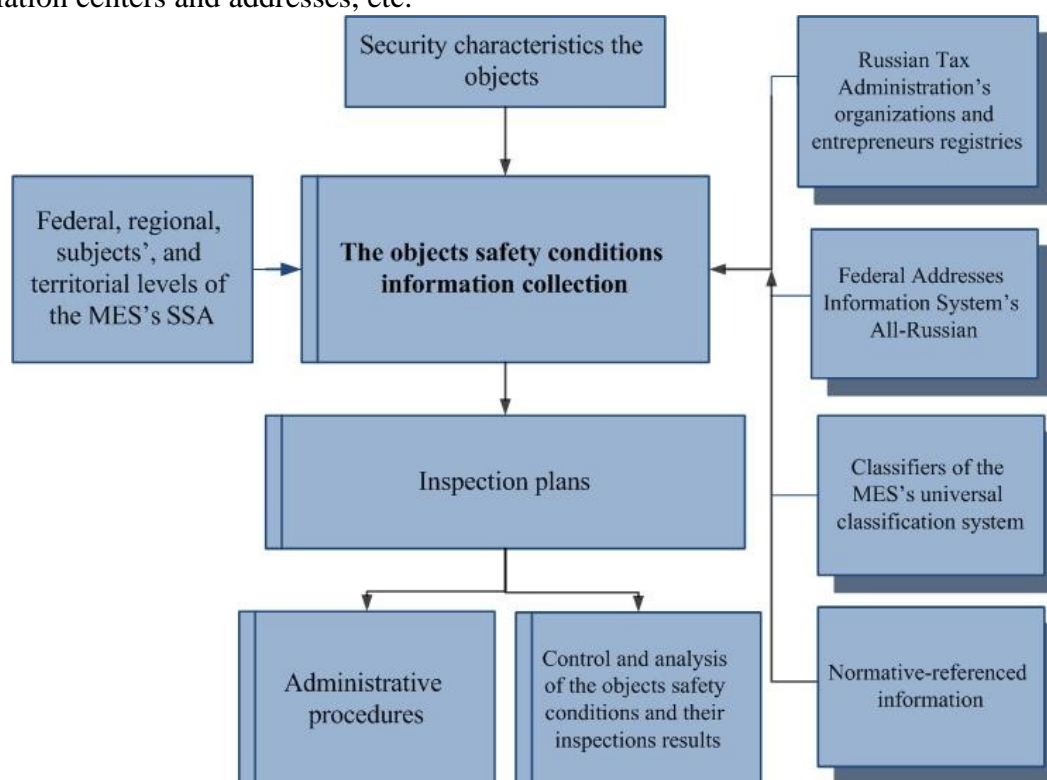 ation centers and addresses, etc.
Security characteristics the
objects
Russian Tax
Administration's
organizations and
entrepreneurs registries
Federal, regional,
subjects', and
territorial levels of
the MES's SSA
The objects safety conditions
information collection
Federal Addresses
Information System's
All-Russian
Inspection plans
Classifiers of the
MES's universal
classification system
Administrative
procedures
Control and analysis
of the objects safety
conditions and their
inspections results
Normative-referenced
information